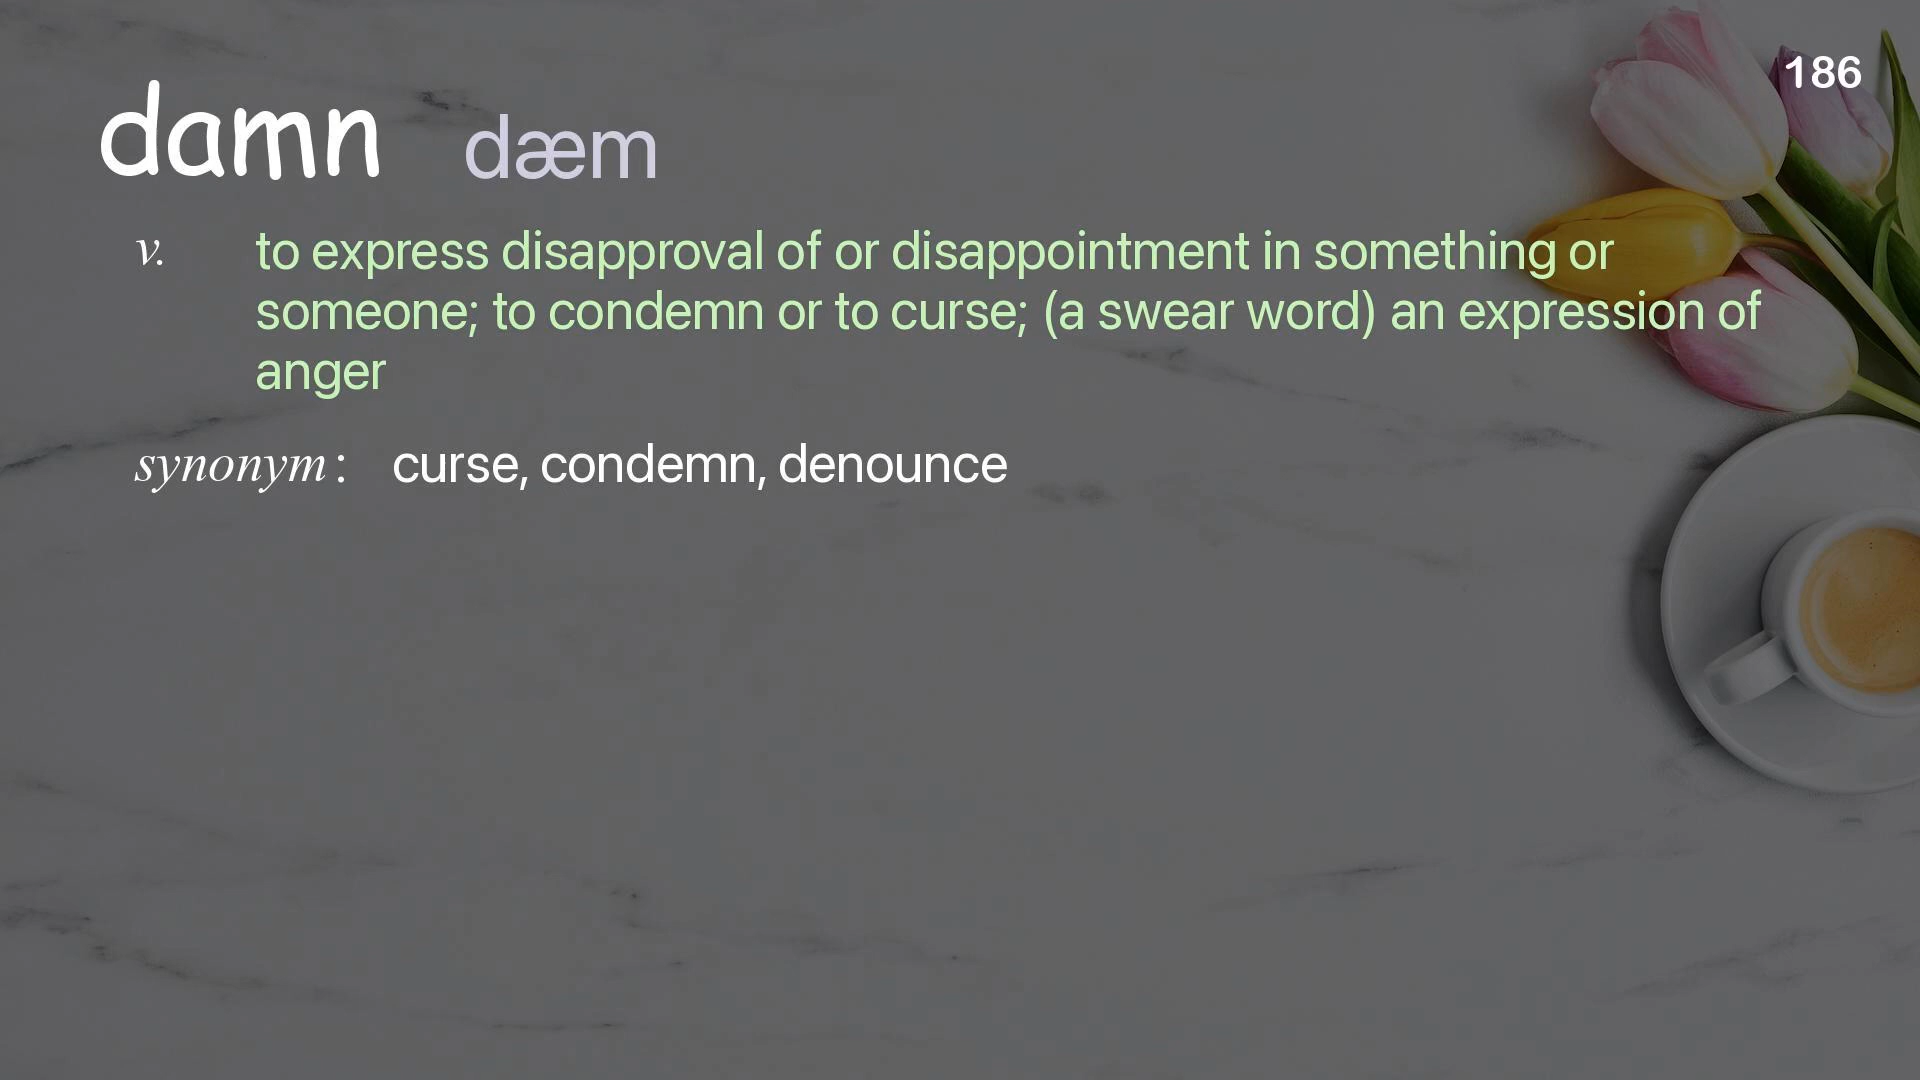 186
damn dæm
v. to express disapproval of or disappointment in something or
someone; to condemn or to curse; (a swear word) an expression of
anger
synonym : curse, condemn, denounce